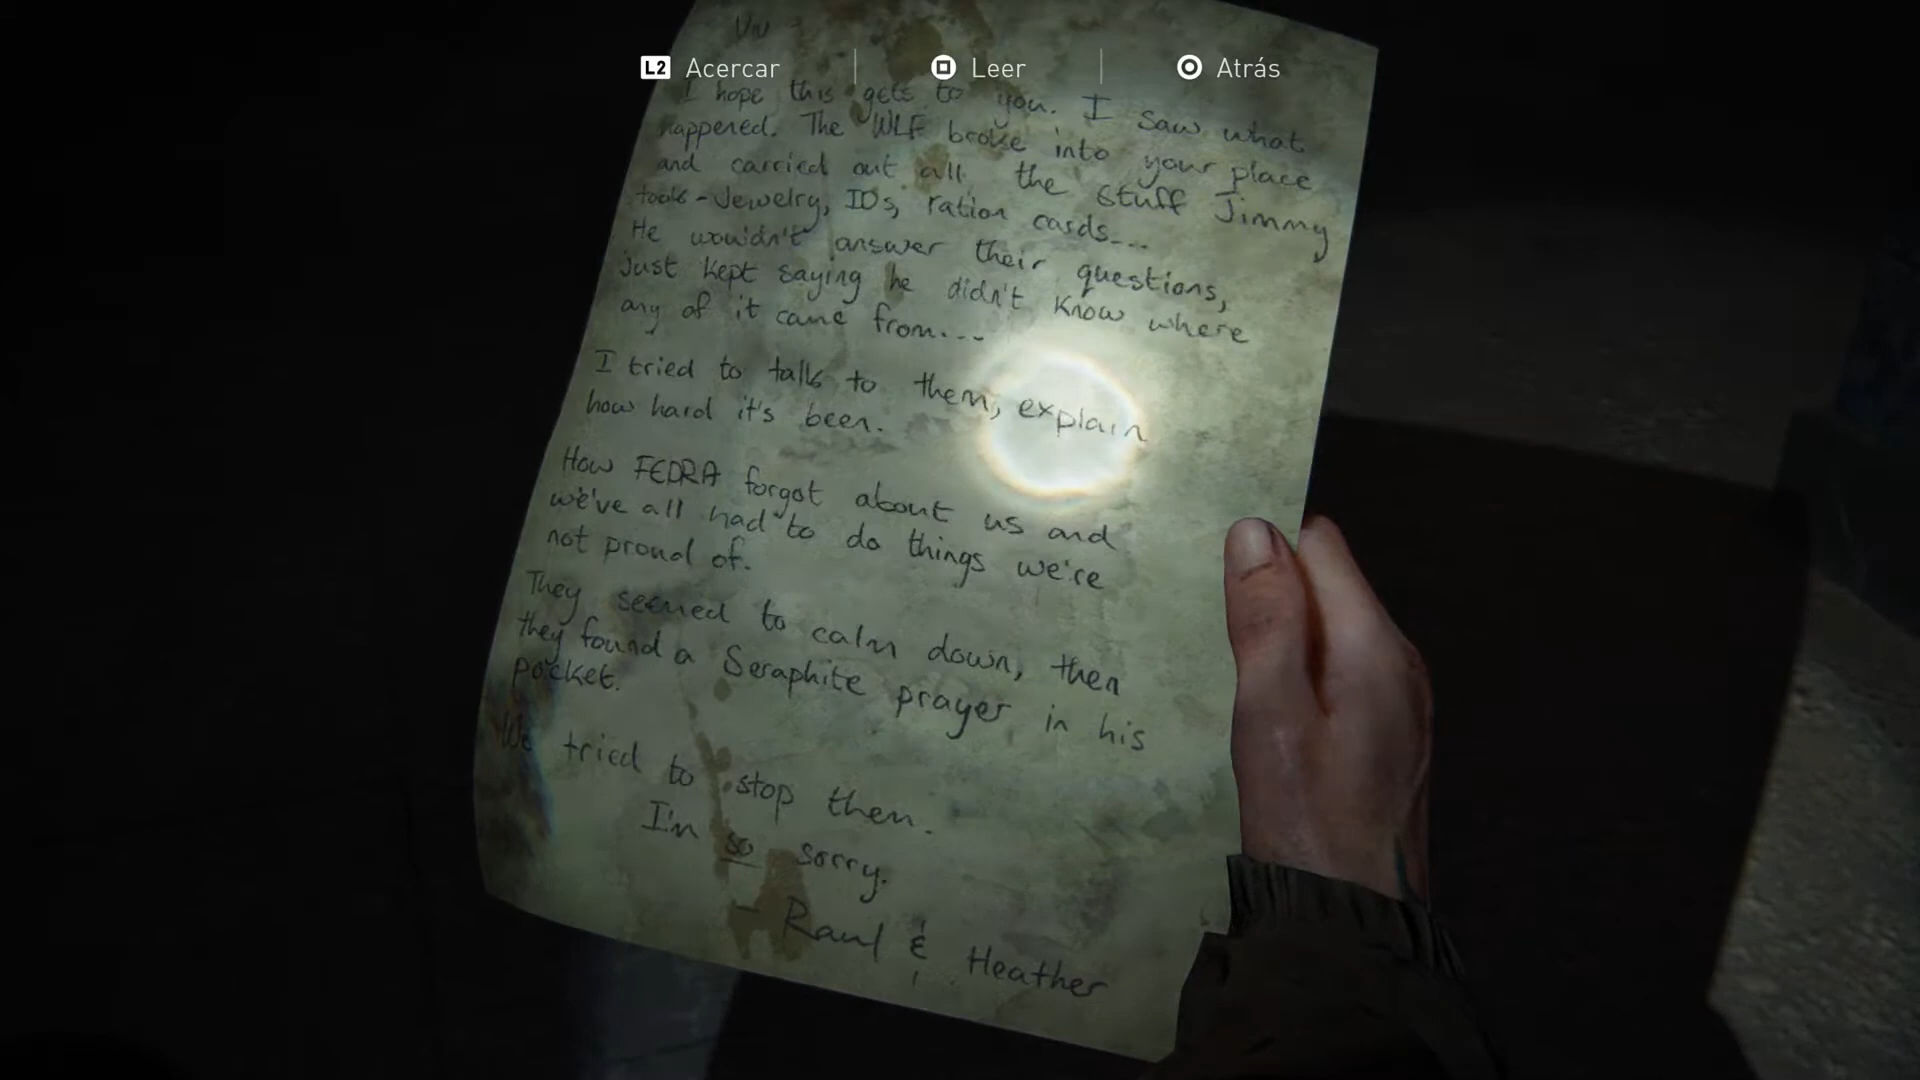 L2 Acercar
Leer
Atrás
I hope this gets to you. I saw what
happened. The WLF broke into your place
and carried out all the stuff Jimmy
took - Jewelry, IDs, ration cards...
He wouldn't answer their questions,
just kept saying he didn't know where
any of it came from....
I tried to talk to them, explain
how hard it's been.
How FEDRA forgot about us and
we've all had to do things we're
not proud of.
They seemed to calm down, then
they found a Seraphite prayer in his
pocket.
We tried to stop them.
I'm so sorry.
- Raul & Heather